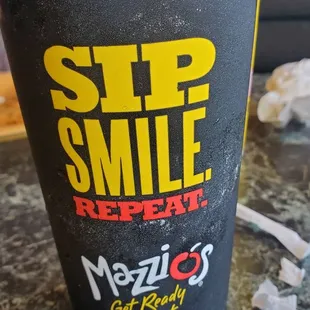 SIP.
SMILE.
REPEAT.
Mazzio's
Get Ready